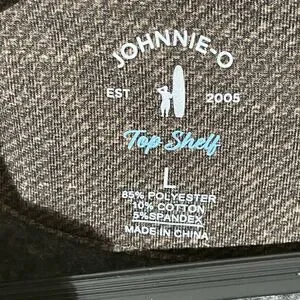 JOHNNIE-O
EST 2005
Top Shelf
L
85% POLYESTER
10% COTTON
5% SPANDEX
MADE IN CHINA